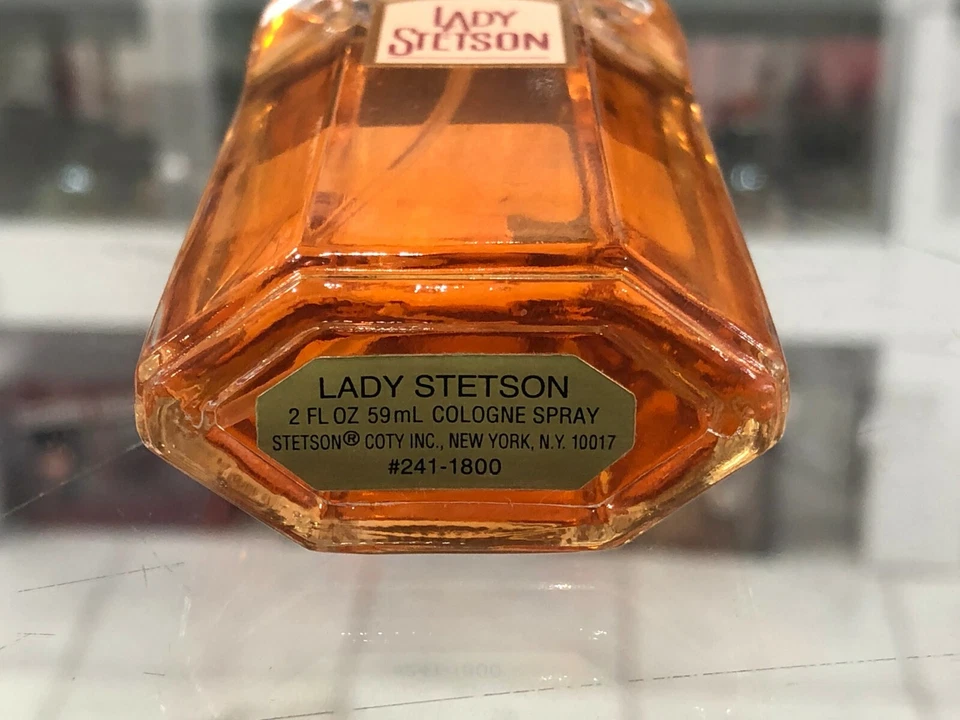 LADY
STETSON
LADY STETSON
2 FL OZ 59mL COLOGNE SPRAY
STETSON® COTY INC., NEW YORK, N.Y. 10017
#241-1800